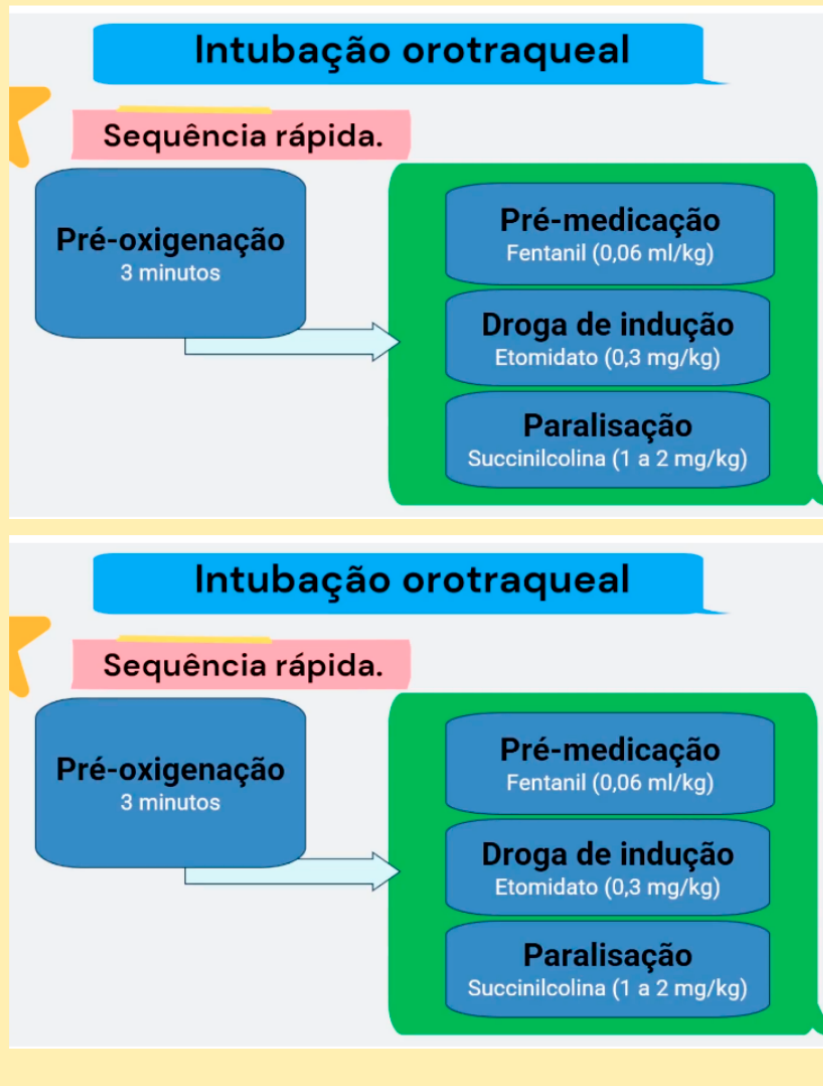 Intubação orotraqueal
Sequência rápida.
Pré-oxigenação
3 minutos
Pré-medicação
Fentanil (0,06 ml/kg)
Droga de indução
Etomidato (0,3 mg/kg)
Paralisação
Succinilcolina (1 a 2 mg/kg)
Intubação orotraqueal
Sequência rápida.
Pré-oxigenação
3 minutos
Pré-medicação
Fentanil (0,06 ml/kg)
Droga de indução
Etomidato (0,3 mg/kg)
Paralisação
Succinilcolina (1 a 2 mg/kg)